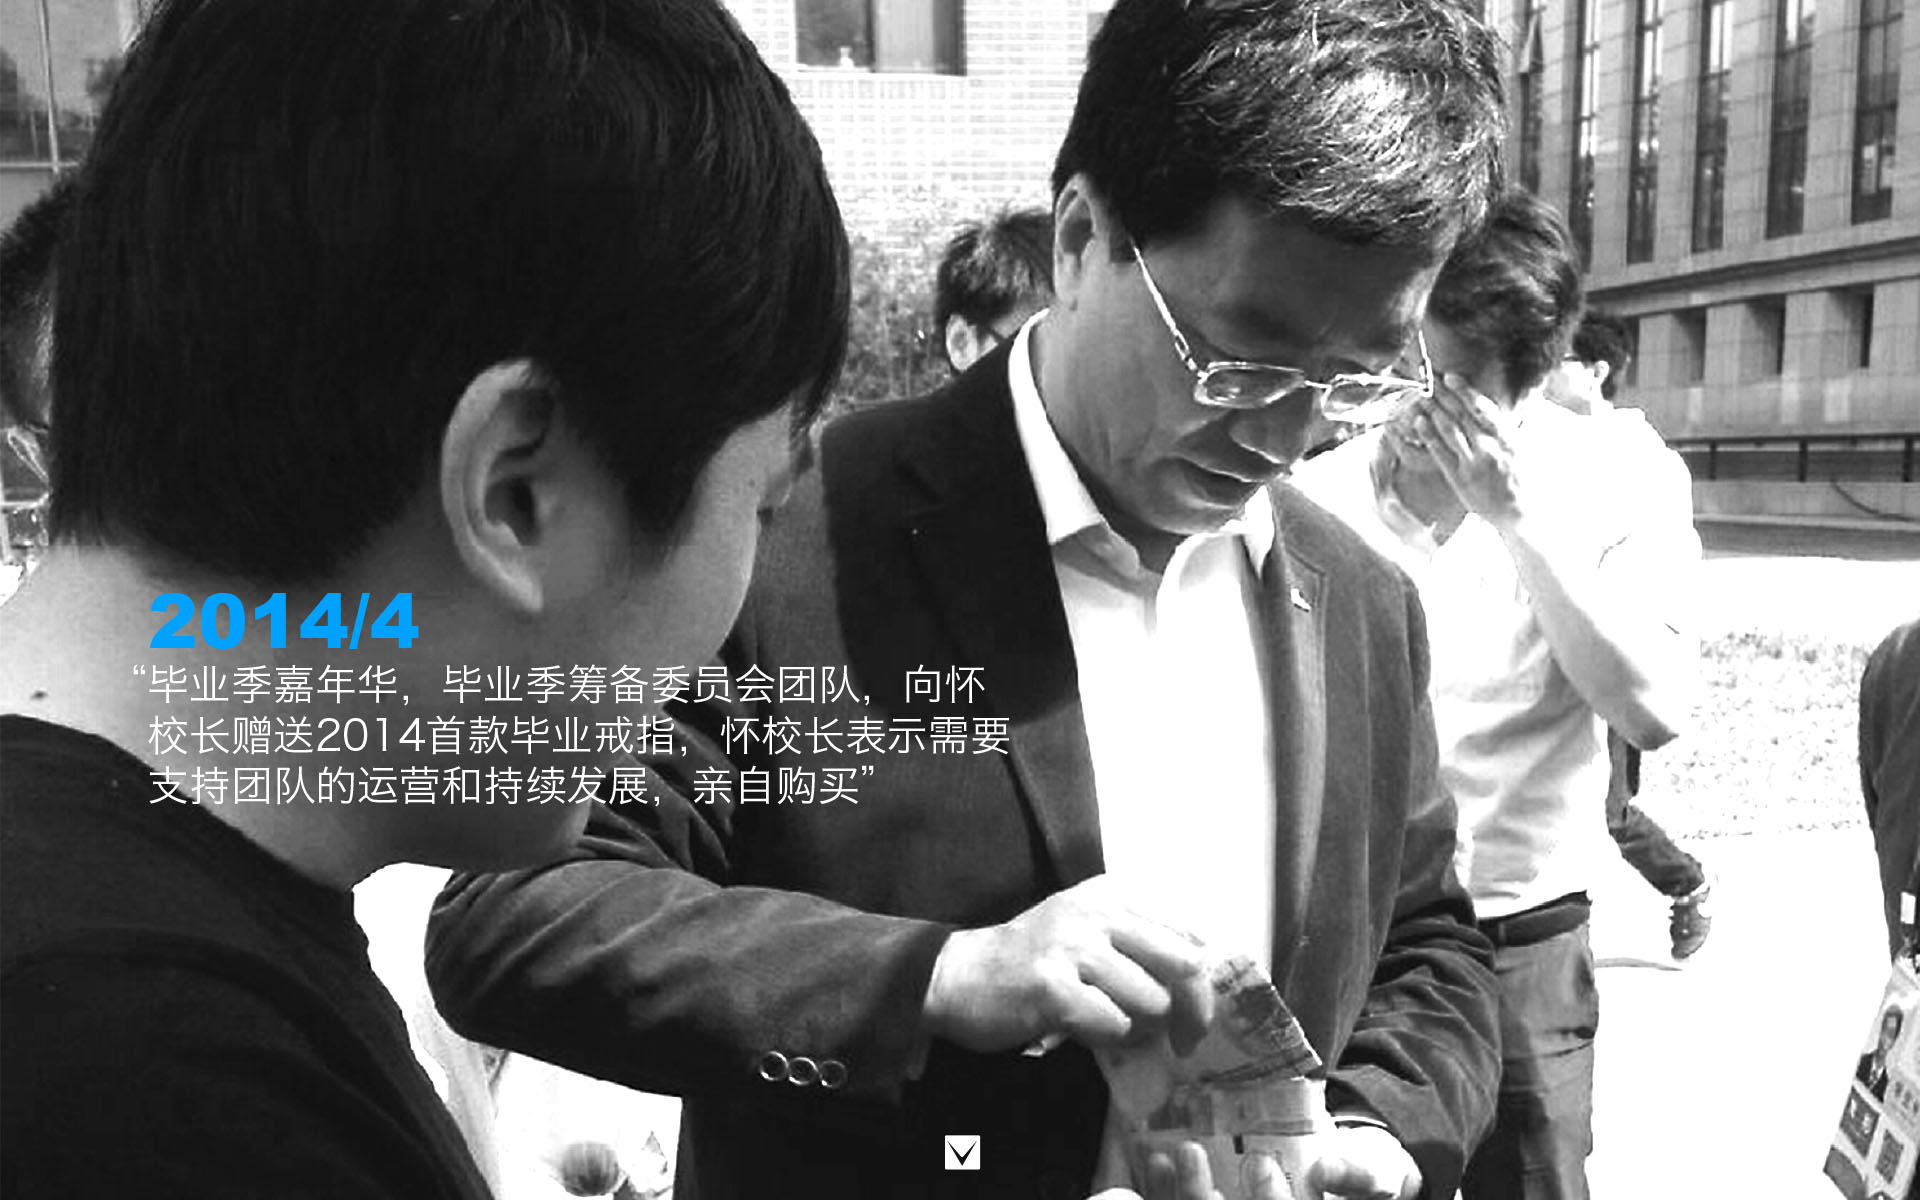 2014/4
“毕业季嘉年华，毕业季筹备委员会团队，向怀
校长赠送2014首款毕业戒指，怀校长表示需要
支持团队的运营和持续发展，亲自购买”